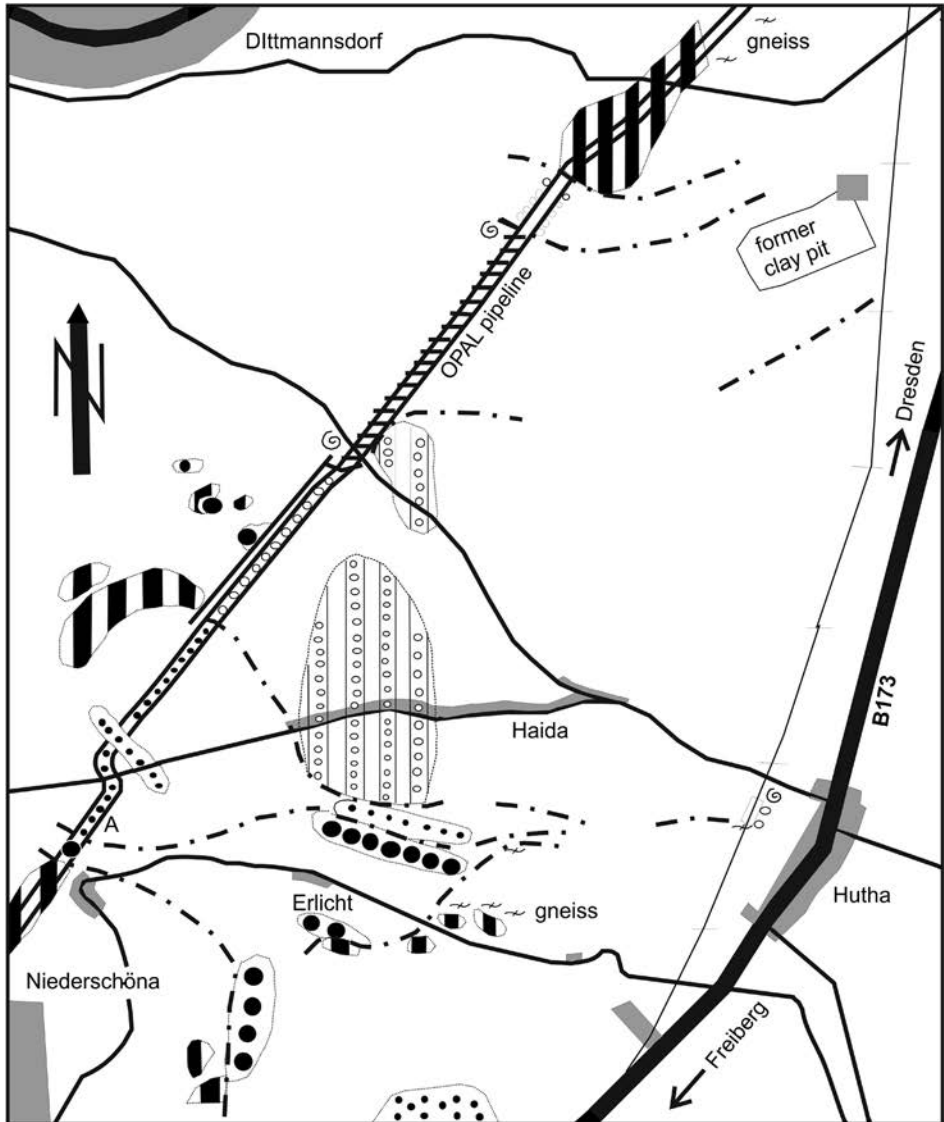 DIttmannsdorf
gneiss
former
clay pit
OPAL pipeline
Dresden
B173
Haida
A
Erlicht
gneiss
Hutha
Niederschöna
Freiberg